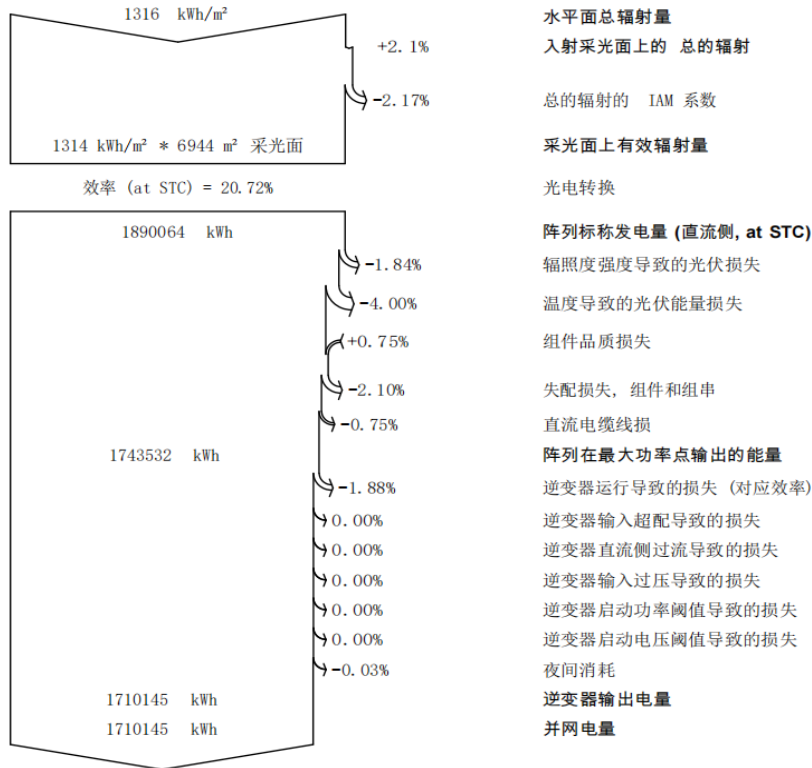 1316 kWh/m² 水平面总辐射量
+2.1% 入射采光面上的 总的辐射
-2.17% 总的辐射的 IAM 系数
1314 kWh/m² * 6944 m² 采光面 采光面上有效辐射量
效率 (at STC) = 20.72% 光电转换
1890064 kWh 阵列标称发电量 (直流侧, at STC)
-1.84% 辐照度强度导致的光伏损失
-4.00% 温度导致的光伏能量损失
+0.75% 组件品质损失
-2.10% 失配损失, 组件和组串
-0.75% 直流电缆线损
1743532 kWh 阵列在最大功率点输出的能量
-1.88% 逆变器运行导致的损失 (对应效率)
0.00% 逆变器输入超配导致的损失
0.00% 逆变器直流侧过流导致的损失
0.00% 逆变器输入过压导致的损失
0.00% 逆变器启动功率阈值导致的损失
0.00% 逆变器启动电压阈值导致的损失
-0.03% 夜间消耗
1710145 kWh 逆变器输出电量
1710145 kWh 并网电量